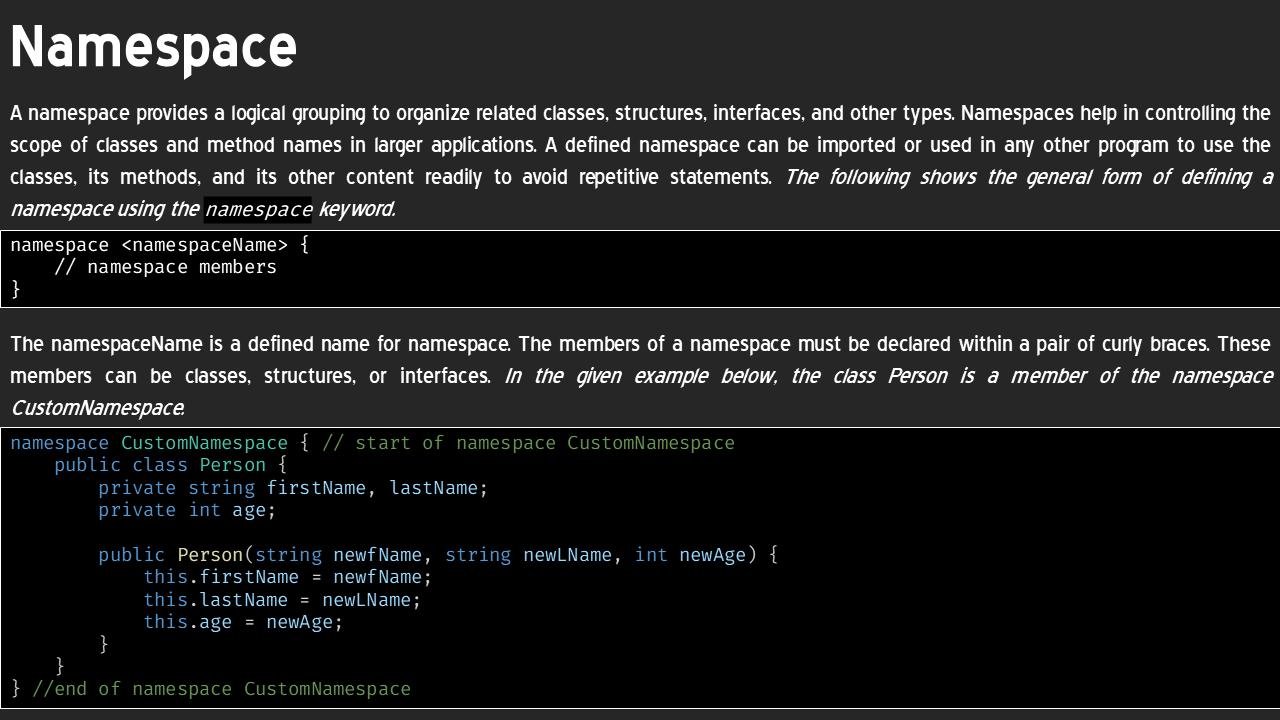 Namespace
A namespace provides a logical grouping to organize related classes, structures, interfaces, and other types. Namespaces help in controlling the
scope of classes and method names in larger applications. A defined namespace can be imported or used in any other program to use the
classes, its methods, and its other content readily to avoid repetitive statements. The following shows the general form of defining a
namespace using the namespace keyword.
namespace <namespaceName> {
    // namespace members
}
The namespaceName is a defined name for namespace. The members of a namespace must be declared within a pair of curly braces. These
members can be classes, structures, or interfaces. In the given example below, the class Person is a member of the namespace
CustomNamespace.
namespace CustomNamespace { // start of namespace CustomNamespace
    public class Person {
        private string firstName, lastName;
        private int age;
        public Person(string newfName, string newLName, int newAge) {
            this.firstName = newfName;
            this.lastName = newLName;
            this.age = newAge;
        }
    }
} //end of namespace CustomNamespace